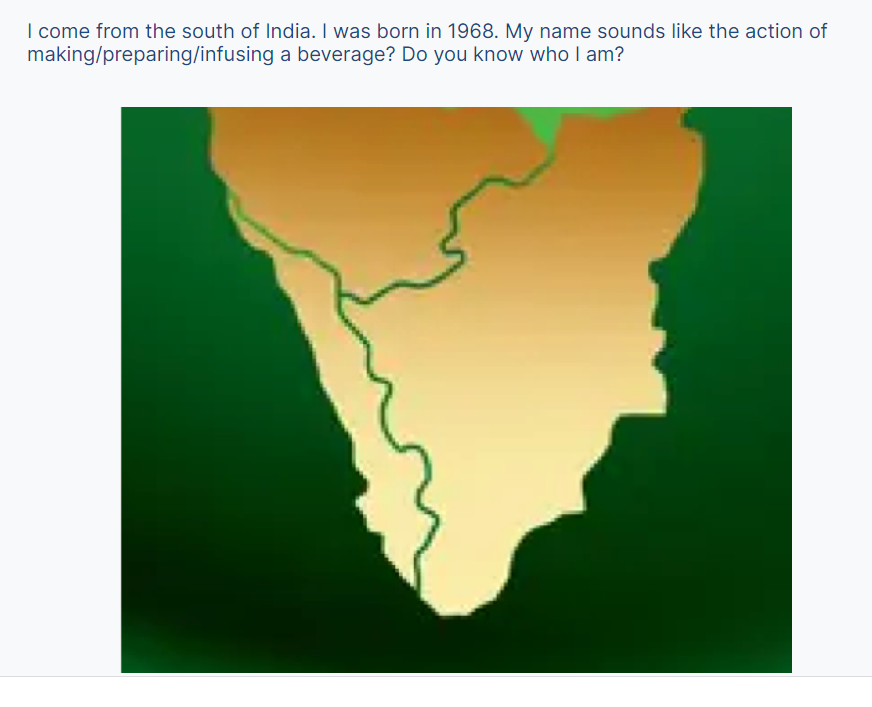 I come from the south of India. I was born in 1968. My name sounds like the action of
making/preparing/infusing a beverage? Do you know who I am?